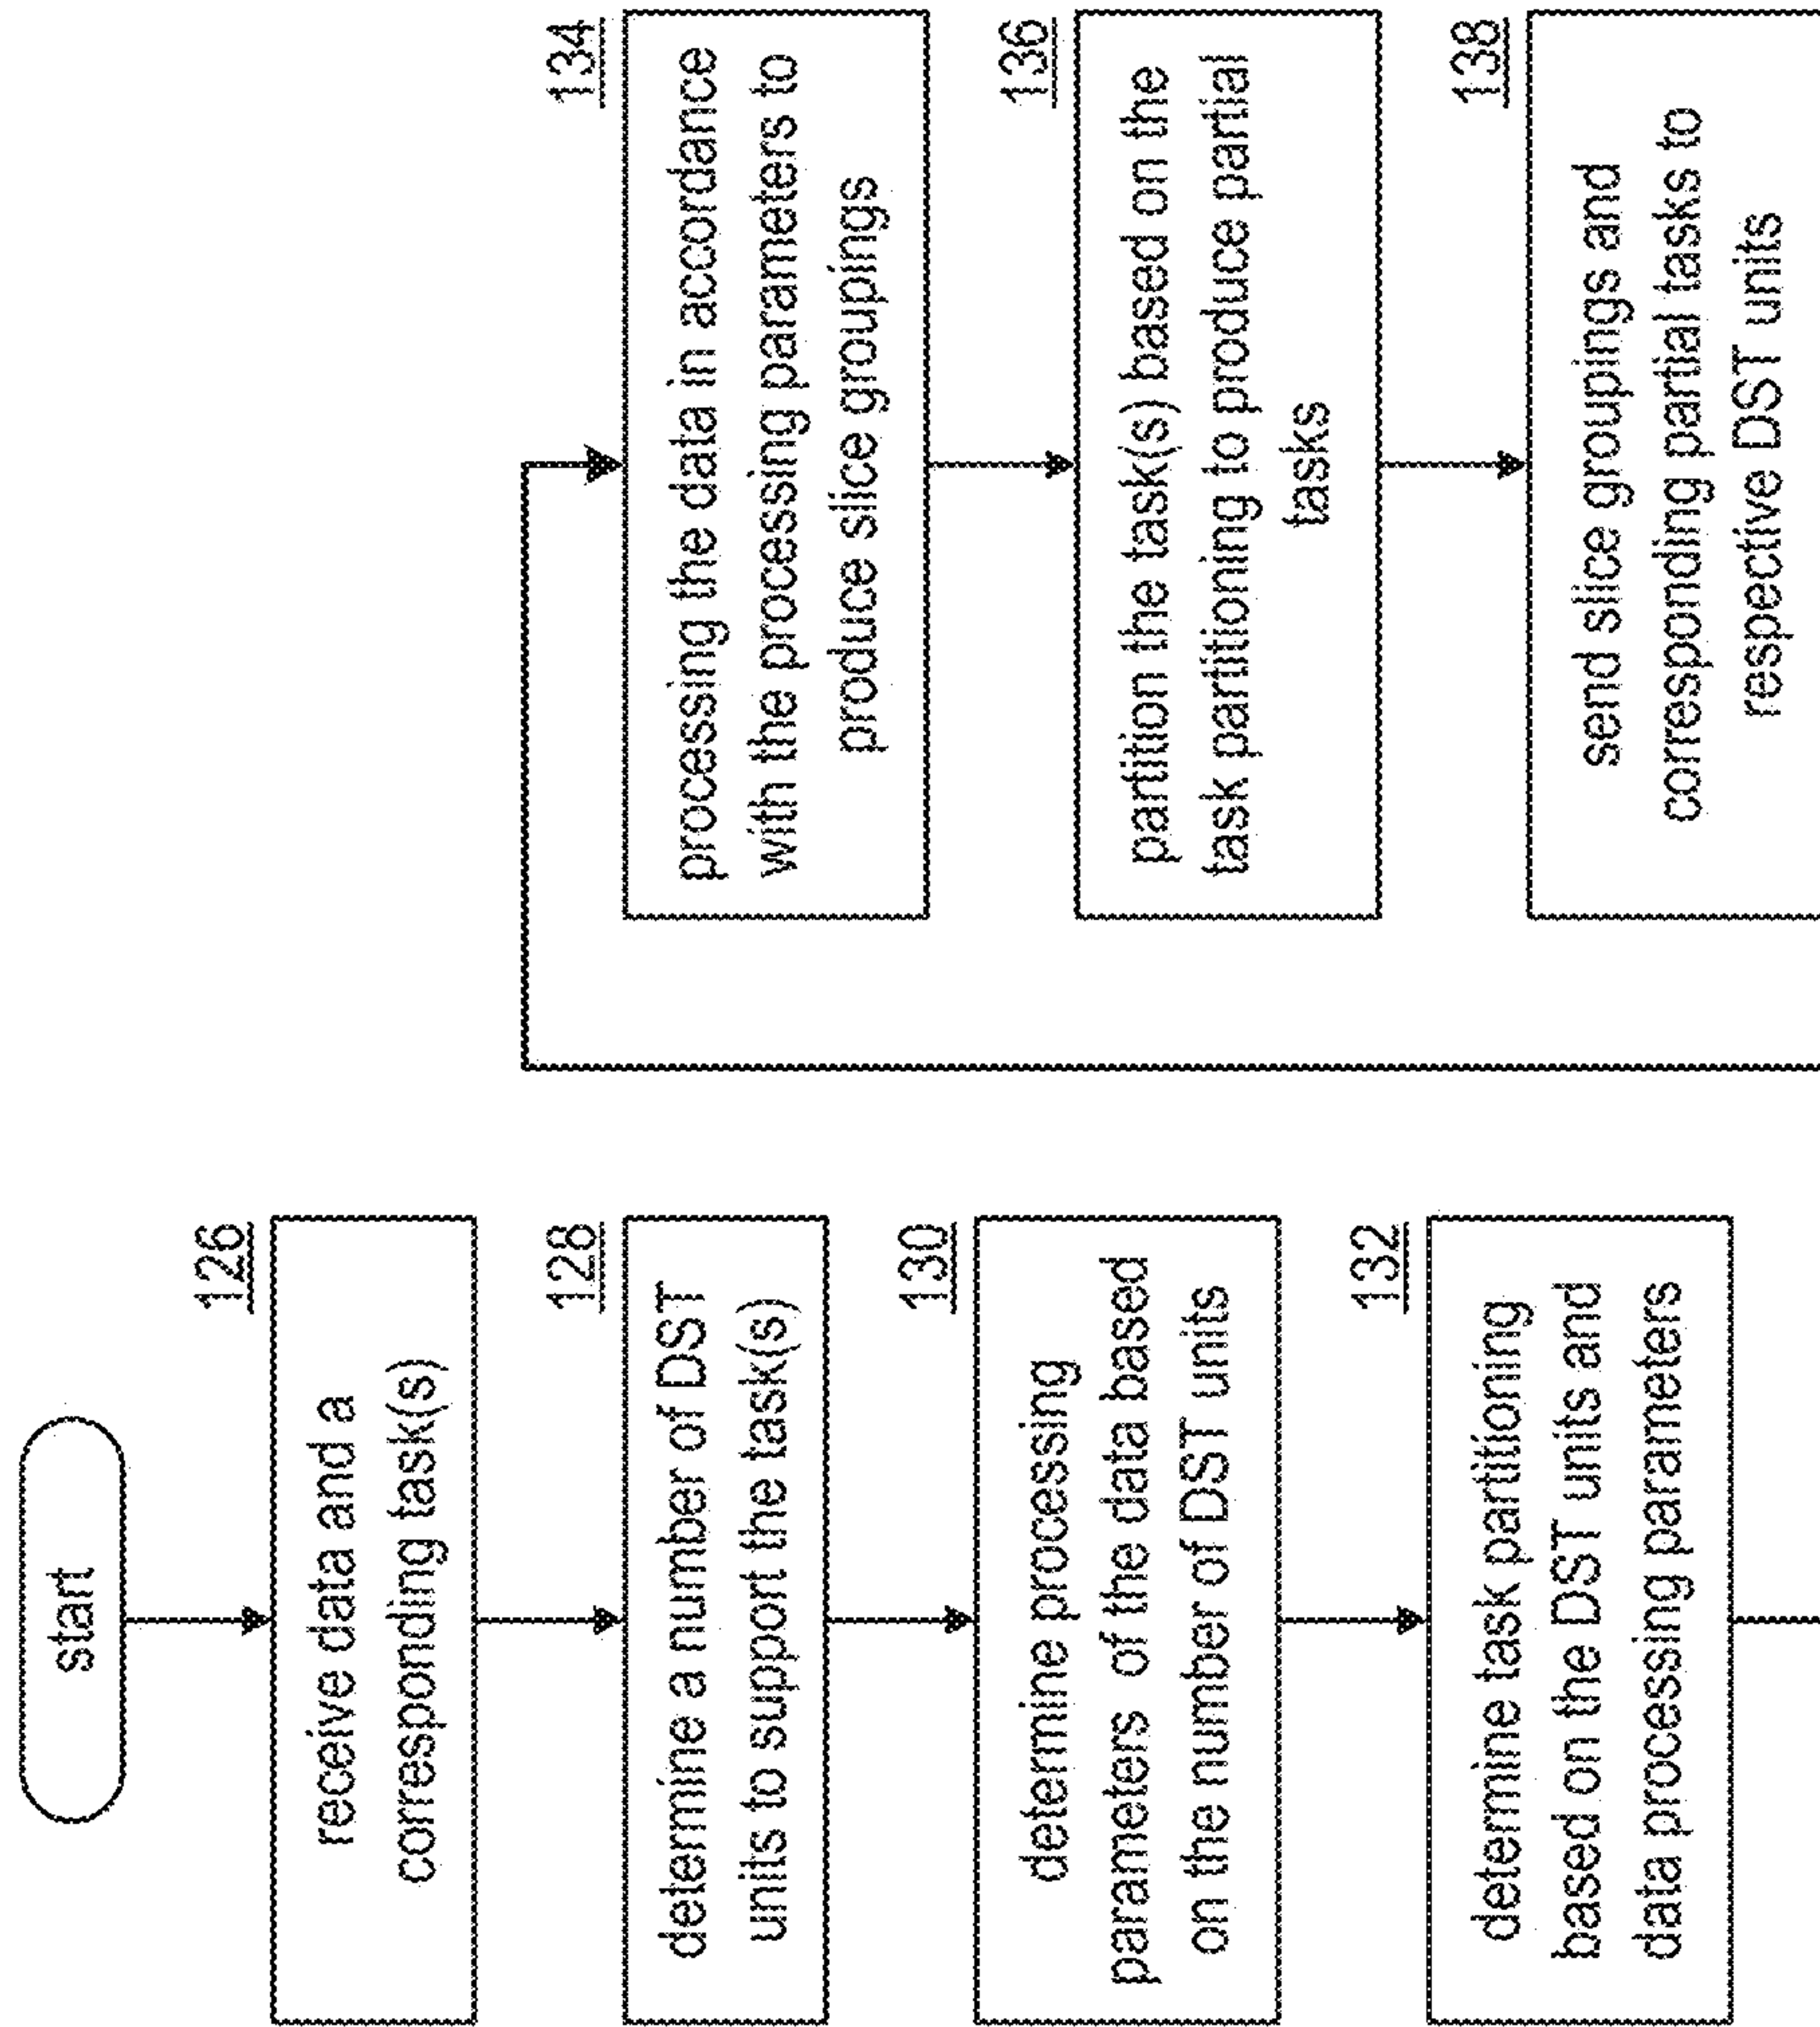 start
126
receive data and a
corresponding task(s)
128
determine a number of DST
units to support the task(s)
130
determine processing
parameters of the data based
on the number of DST units
132
determine task partitioning
based on the DST units and
data processing parameters
134
processing the data in accordance
with the processing parameters to
produce slice groupings
136
partition the task(s) based on the
task partitioning to produce partial
tasks
138
send slice groupings and
corresponding partial tasks to
respective DST units